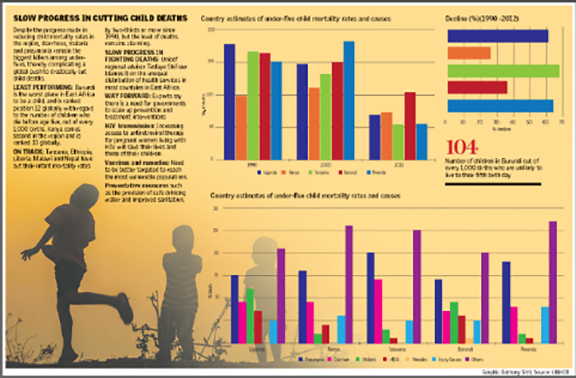 SLOW PROGRESS IN CUTTING CHILD DEATHS
Despite the progress made in
reducing child mortality rates in
the region, diarrhoea, malaria
and pneumonia remain the
biggest killers among under-
fives, thereby complicating a
global push to drastically cut
child deaths.
LEAST PERFORMING: Burundi
is the worst place in East Africa
to be a child, and is ranked
position 12 globally with regard
to the number of children who
die before age five, out of every
1,000 births. Kenya comes
second in the region and is
ranked globally.
ON TRACK: Tanzania, Ethiopia,
Liberia, Malawi and Nepal have
cut their infant mortality rates
by two-thirds or more since
1990, but the level of deaths
remains alarming.
SLOW PROGRESS IN
FIGHTING DEATHS: Unicef
regional advisor
blames it on the unequal
distribution of health services in
most countries in East Africa.
WAY FORWARD: Experts say
there is a need for governments
to scale up prevention and
treatment interventions.
HIV transmission: Increasing
access to antiretroviral therapy
for pregnant women living with
HIV will save their lives and
those of their children
Vaccines and remedies: Need
to be better targeted to reach
the most vulnerable populations.
Preventative measures such
as the provision of safe drinking
water and improved sanitation.
Country estimates of under-five child mortality rates and causes
1990
2000
2012
Uganda
Kenya
Tanzania
Burundi
Rwanda
Decline (%)(1990 -2012)
104
Number of children in Burundi out of
every 1,000 births who are unlikely to
live to their fifth birthday
Country estimates of under-five child mortality rates and causes
Uganda
Kenya
Tanzania
Burundi
Rwanda
Pneumonia
Diarrhoea
Malaria
AIDS
Measles
Injury Causes
Others